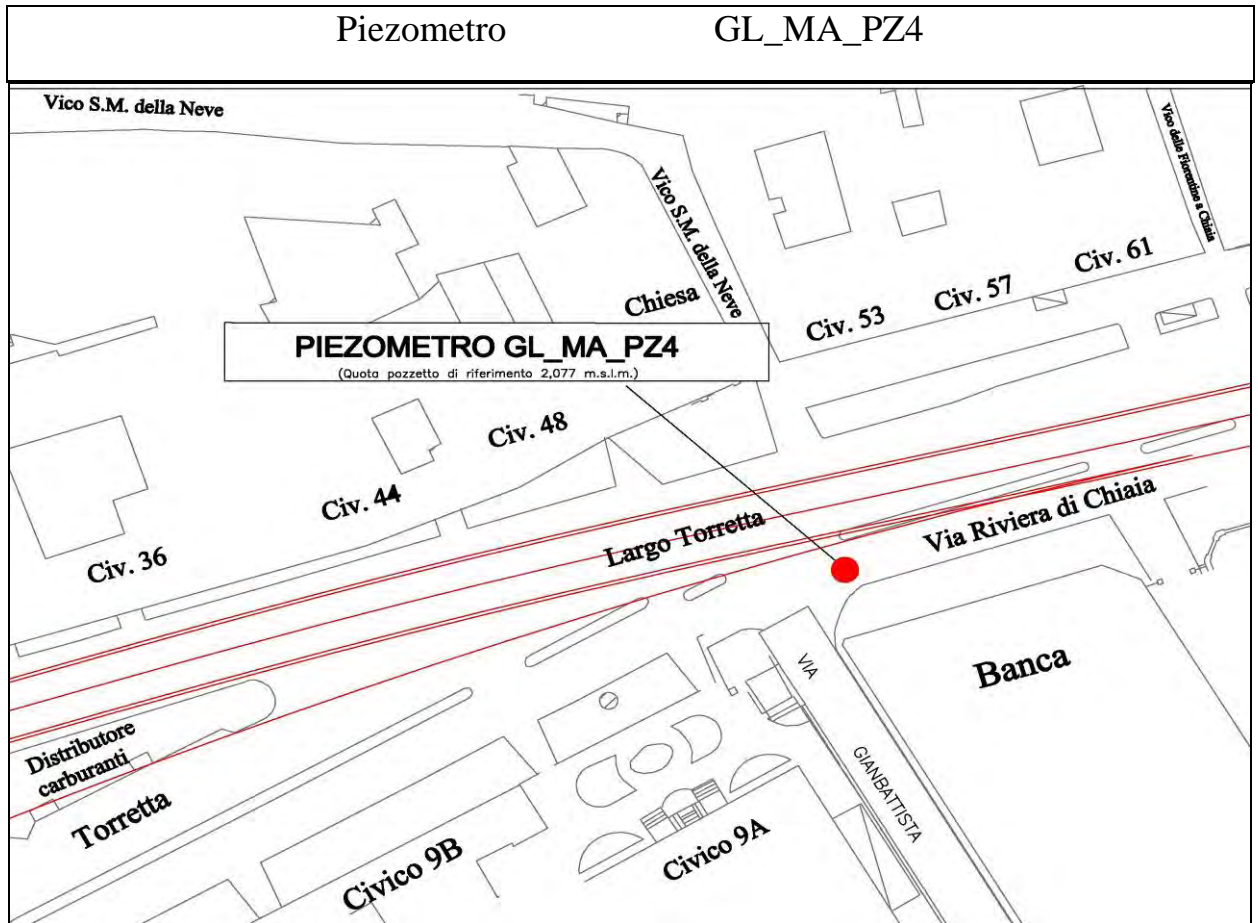 Piezometro GL_MA_PZ4
Vico S.M. della Neve
Vico delle Fiorentine a Chiaia
Vico S.M. della Neve
Chiesa
Civ. 61
Civ. 57
Civ. 53
PIEZOMETRO GL_MA_PZ4
(Quota pozzetto di riferimento 2,077 m.s.l.m.)
Civ. 48
Civ. 44
Civ. 36
Largo Torretta
Via Riviera di Chiaia
Banca
VIA
GIANBATTISTA
Distributore
carburanti
Torretta
Civico 9B
Civico 9A